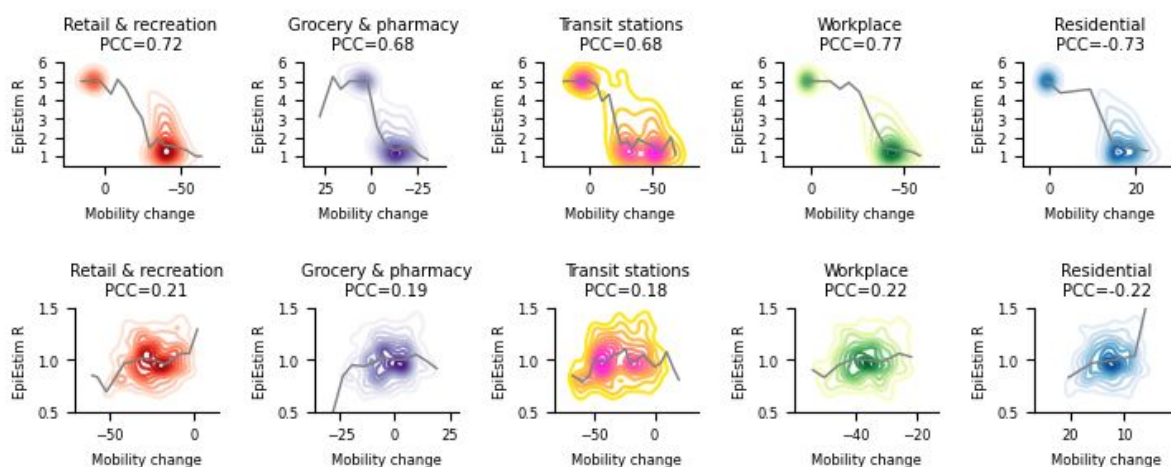 Retail & recreation
PCC=0.72
EpiEstim R
6
5
4
3
2
1
0
−50
Mobility change
Grocery & pharmacy
PCC=0.68
EpiEstim R
6
5
4
3
2
1
25
0
−25
Mobility change
Transit stations
PCC=0.68
EpiEstim R
6
5
4
3
2
1
0
−50
Mobility change
Workplace
PCC=0.77
EpiEstim R
6
5
4
3
2
1
0
−50
Mobility change
Residential
PCC=-0.73
EpiEstim R
6
5
4
3
2
1
0
20
Mobility change
Retail & recreation
PCC=0.21
EpiEstim R
1.5
1.0
0.5
−50
0
Mobility change
Grocery & pharmacy
PCC=0.19
EpiEstim R
1.5
1.0
0.5
−25
0
25
Mobility change
Transit stations
PCC=0.18
EpiEstim R
1.5
1.0
0.5
−50
0
Mobility change
Workplace
PCC=0.22
EpiEstim R
1.5
1.0
0.5
−40
−20
Mobility change
Residential
PCC=-0.22
EpiEstim R
1.5
1.0
0.5
20
10
Mobility change